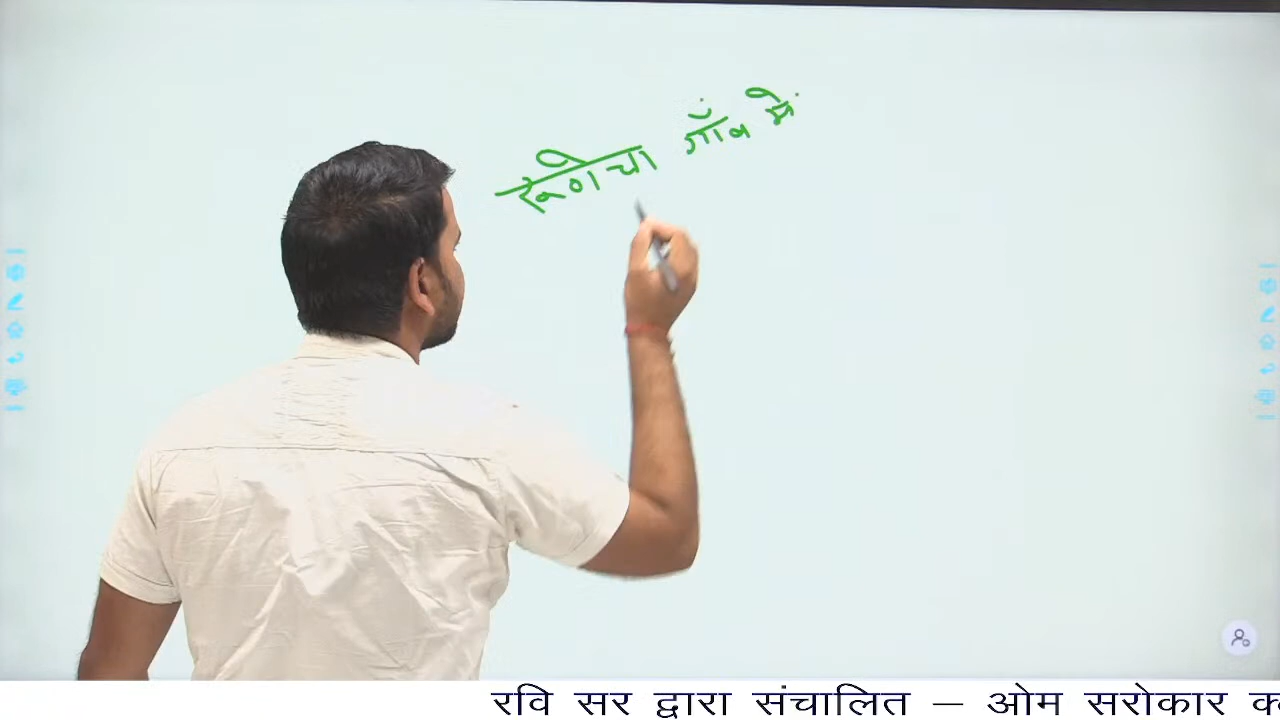 गाँव में
रवि सर द्वारा संचालित – ओम सरोकार